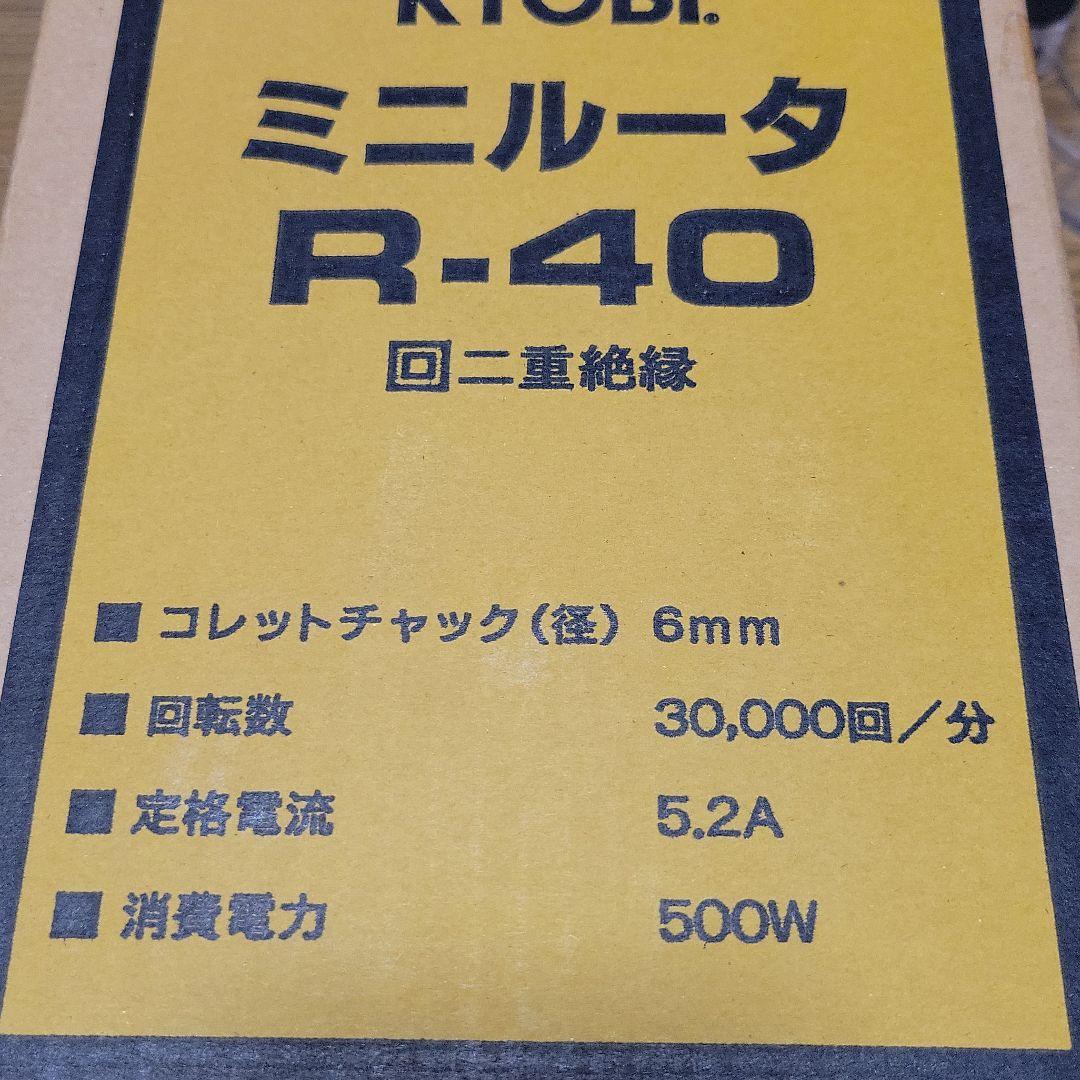 RYOBI®
ミニルータ
R-40
回二重絶縁
■ コレットチャック(径) 6mm
■ 回転数 30,000回／分
■ 定格電流 5.2A
■ 消費電力 500W